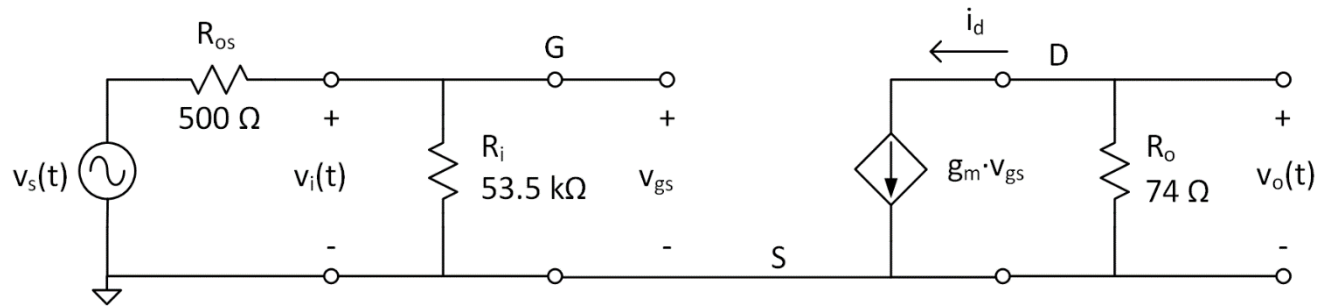 R_os
500 Ω
v_s(t)
+
v_i(t)
-
R_i
53.5 kΩ
G
+
v_gs
-
S
i_d
D
g_m·v_gs
R_o
74 Ω
+
v_o(t)
-